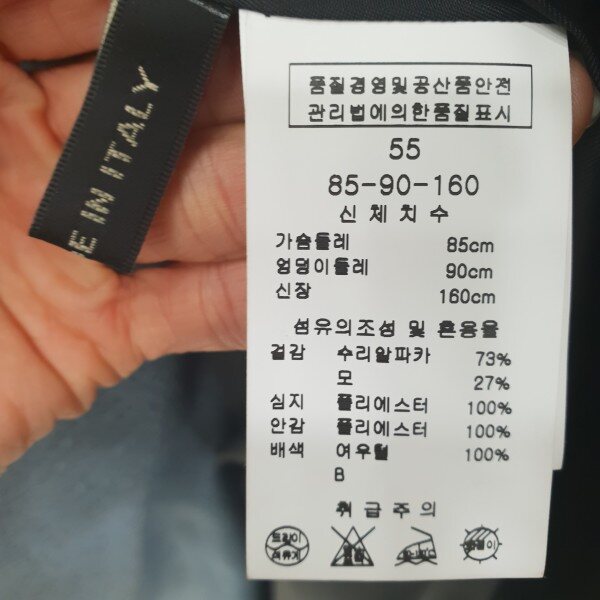 E IN ITALY
품질경영및공산품안전
관리법에의한품질표시
55
85-90-160
신체치수
가슴둘레 85cm
엉덩이둘레 90cm
신장 160cm
섬유의조성 및 혼용율
겉감 수리알파카 73%
모 27%
심지 폴리에스터 100%
안감 폴리에스터 100%
배색 여우털 100%
B
취급주의
드라이